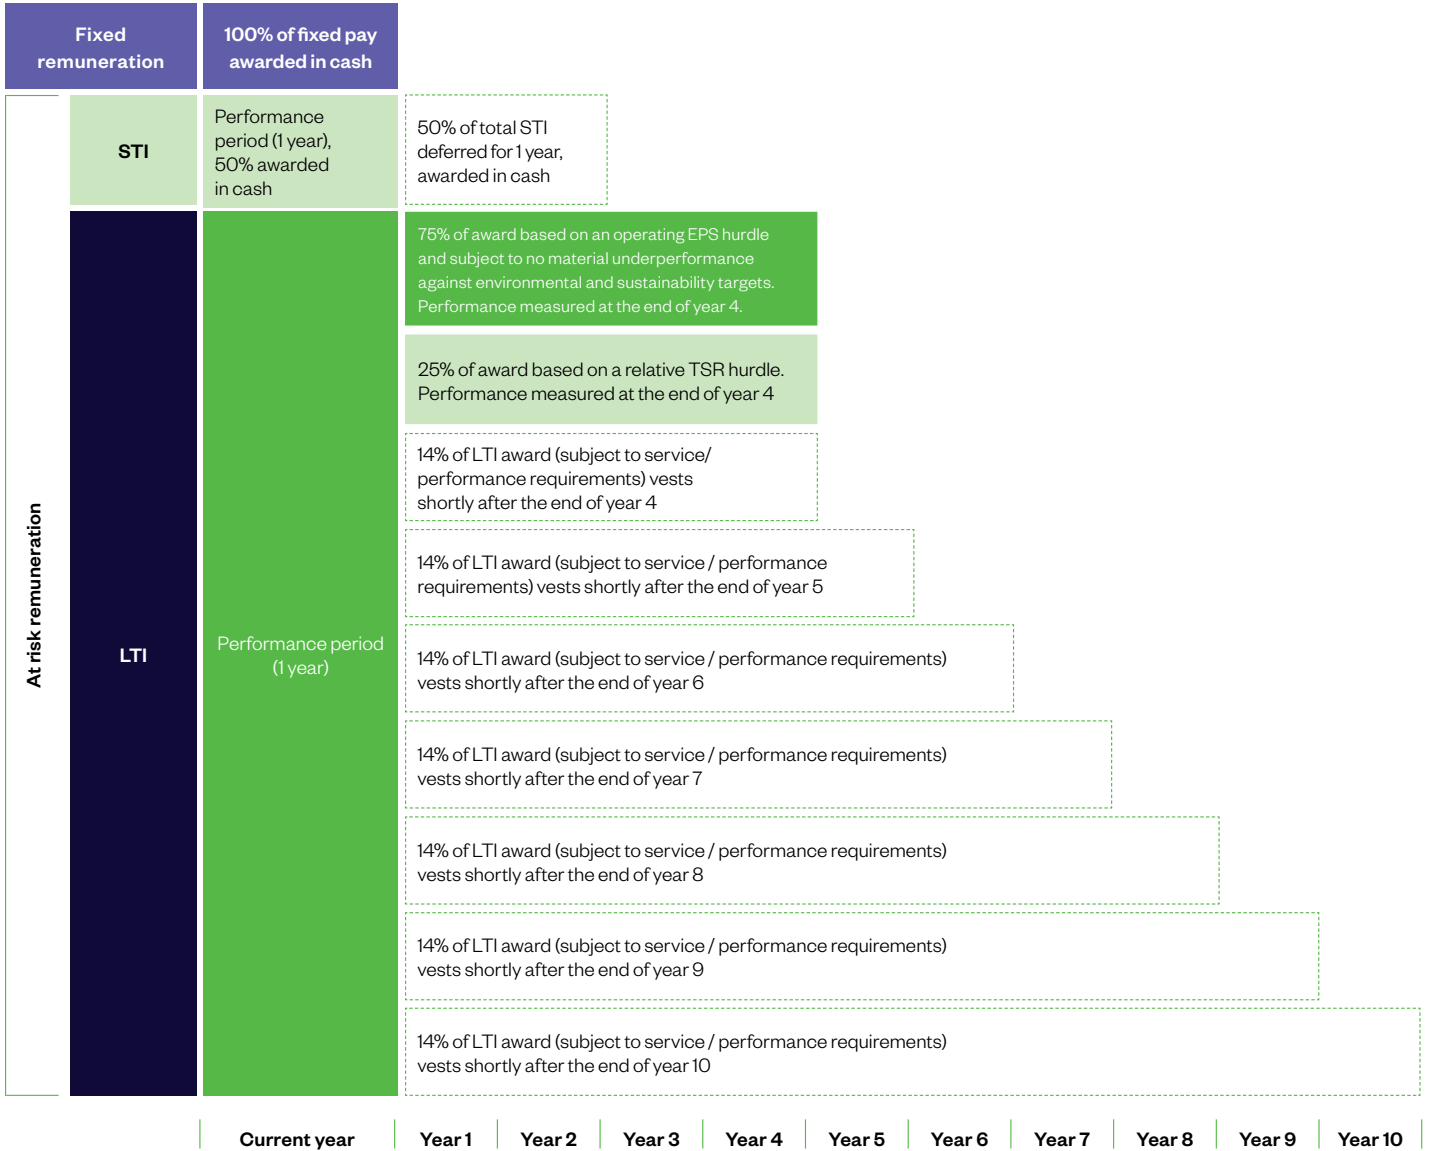 Fixed
remuneration
100% of fixed pay
awarded in cash
At risk remuneration
STI
Performance
period (1 year),
50% awarded
in cash
50% of total STI
deferred for 1 year,
awarded in cash
LTI
Performance period
(1 year)
75% of award based on an operating EPS hurdle
and subject to no material underperformance
against environmental and sustainability targets.
Performance measured at the end of year 4.
25% of award based on a relative TSR hurdle.
Performance measured at the end of year 4
14% of LTI award (subject to service/
performance requirements) vests
shortly after the end of year 4
14% of LTI award (subject to service / performance
requirements) vests shortly after the end of year 5
14% of LTI award (subject to service / performance requirements)
vests shortly after the end of year 6
14% of LTI award (subject to service / performance requirements)
vests shortly after the end of year 7
14% of LTI award (subject to service / performance requirements)
vests shortly after the end of year 8
14% of LTI award (subject to service / performance requirements)
vests shortly after the end of year 9
14% of LTI award (subject to service / performance requirements)
vests shortly after the end of year 10
Current year
Year 1
Year 2
Year 3
Year 4
Year 5
Year 6
Year 7
Year 8
Year 9
Year 10